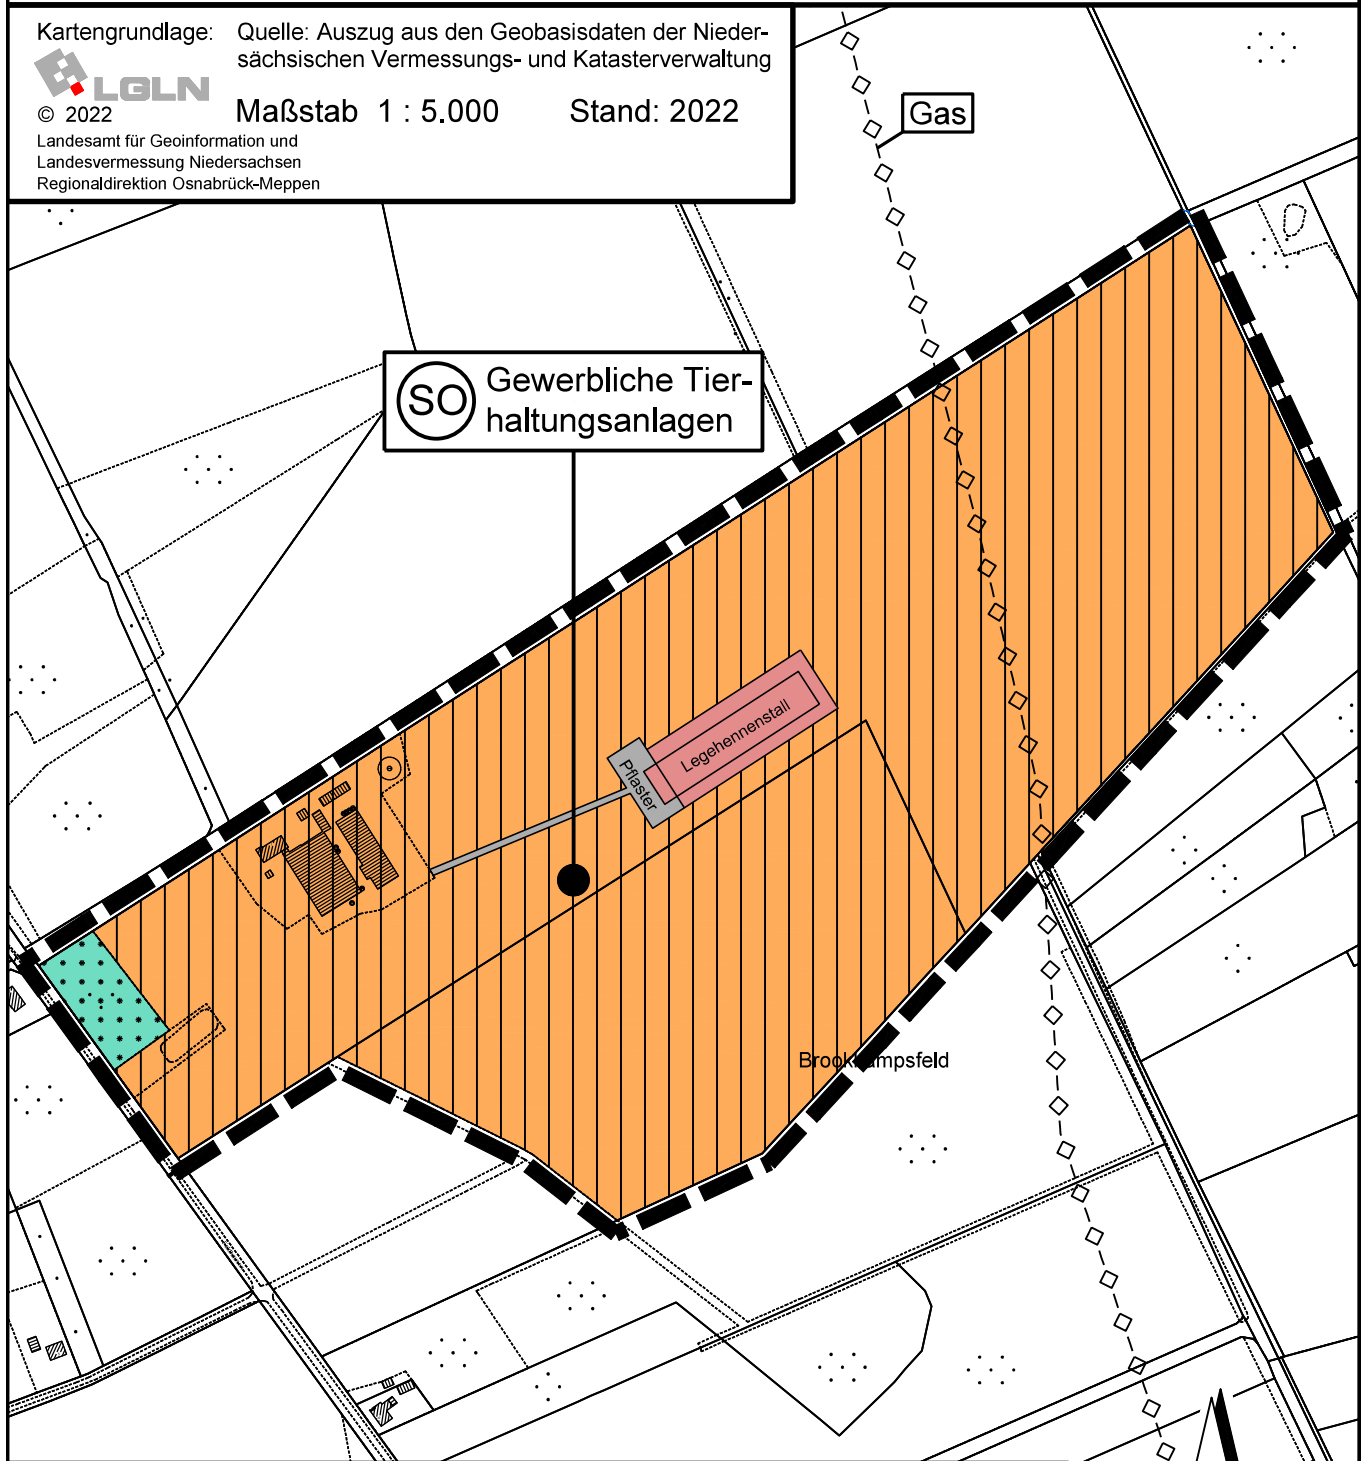 Kartengrundlage: Quelle: Auszug aus den Geobasisdaten der Nieder-
sächsischen Vermessungs- und Katasterverwaltung
LGLN
© 2022 Maßstab 1 : 5.000 Stand: 2022
Landesamt für Geoinformation und
Landesvermessung Niedersachsen
Regionaldirektion Osnabrück-Meppen
Gas
SO Gewerbliche Tier-
haltungsanlagen
Legehennenstall
Pflaster
Brookkampsfeld